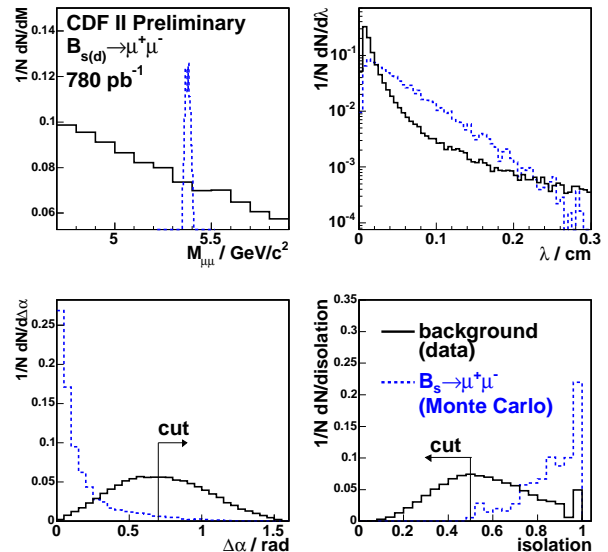 CDF II Preliminary
B_{s(d)}→μ⁺μ⁻
780 pb⁻¹
1/N dN/dM
0.14
0.12
0.1
0.08
0.06
5
5.5
M_{μμ} / GeV/c²
1/N dN/dλ
10⁻¹
10⁻²
10⁻³
10⁻⁴
0
0.1
0.2
0.3
λ / cm
1/N dN/dΔα
0.25
0.2
0.15
0.1
0.05
0
0
0.5
1
1.5
Δα / rad
cut
1/N dN/disolation
0.35
0.3
0.25
0.2
0.15
0.1
0.05
0
0
0.2
0.4
0.6
0.8
1
isolation
background
(data)
B_s→μ⁺μ⁻
(Monte Carlo)
cut